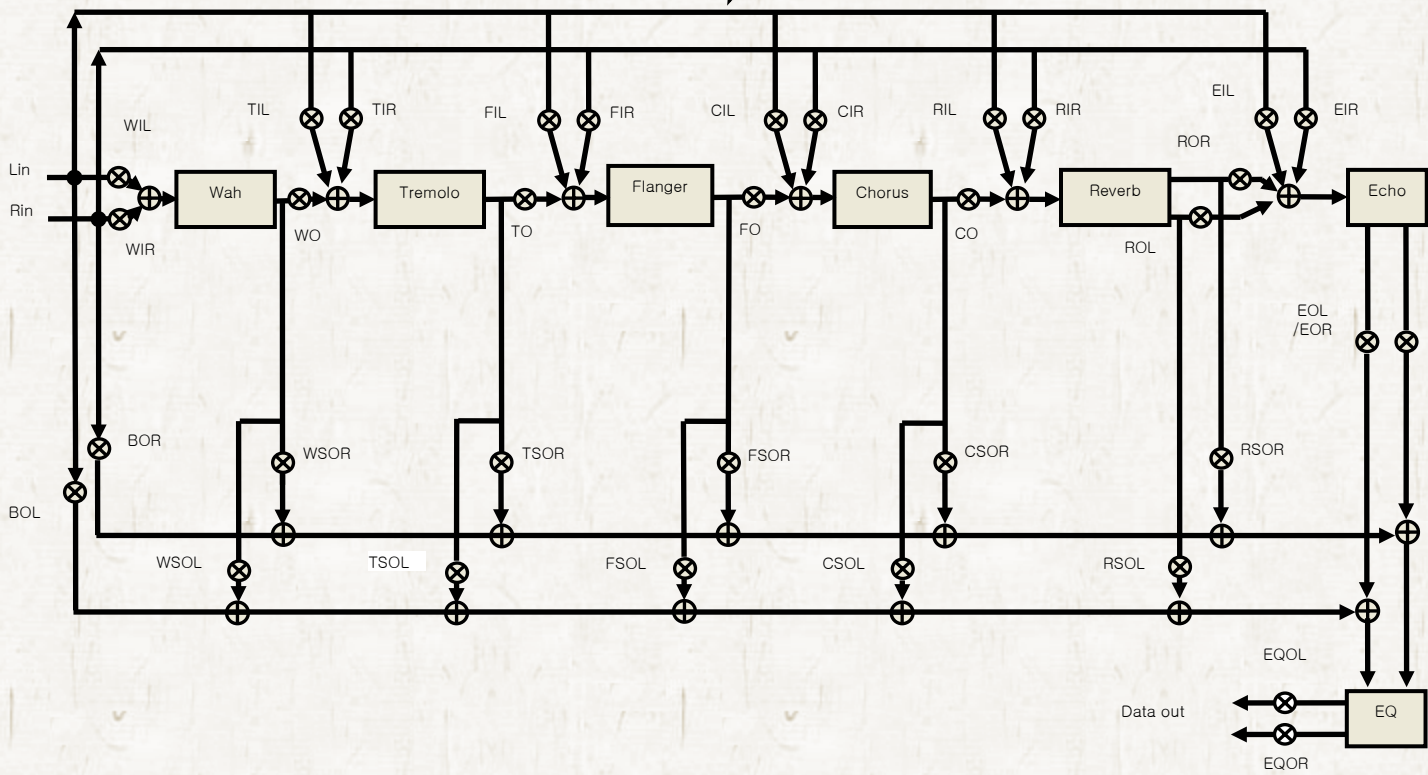 EIL
TIL
TIR
FIL
FIR
CIL
CIR
RIL
RIR
EIR
WIL
ROR
Lin
Wah
Tremolo
Flanger
Chorus
Reverb
Echo
Rin
WO
TO
FO
CO
WIR
ROL
EOL
/EOR
BOR
WSOR
TSOR
FSOR
CSOR
RSOR
BOL
WSOL
TSOL
FSOL
CSOL
RSOL
EQOL
Data out
EQ
EQOR